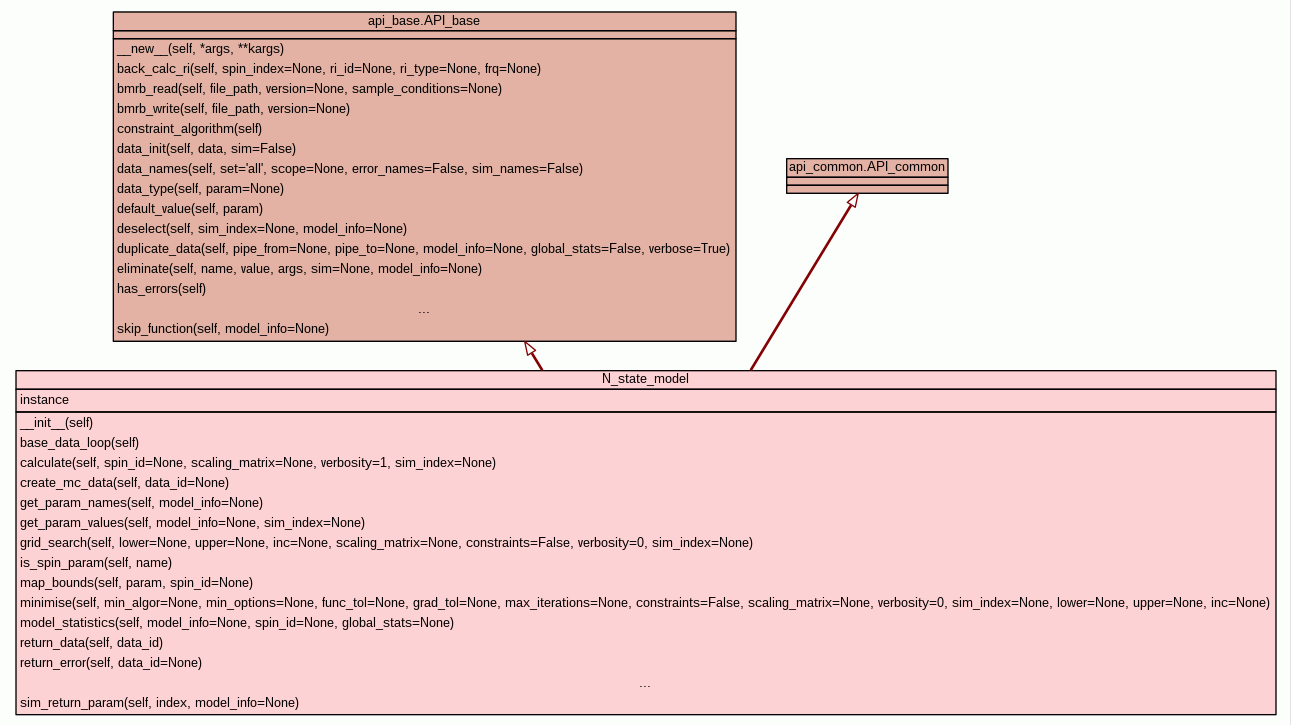 api_base.API_base
__new__(self, *args, **kargs)
back_calc_ri(self, spin_index=None, ri_id=None, ri_type=None, frq=None)
bmrb_read(self, file_path, version=None, sample_conditions=None)
bmrb_write(self, file_path, version=None)
constraint_algorithm(self)
data_init(self, data, sim=False)
data_names(self, set='all', scope=None, error_names=False, sim_names=False)
data_type(self, param=None)
default_value(self, param)
deselect(self, sim_index=None, model_info=None)
duplicate_data(self, pipe_from=None, pipe_to=None, model_info=None, global_stats=False, verbose=True)
eliminate(self, name, value, args, sim=None, model_info=None)
has_errors(self)
...
skip_function(self, model_info=None)
api_common.API_common
N_state_model
instance
__init__(self)
base_data_loop(self)
calculate(self, spin_id=None, scaling_matrix=None, verbosity=1, sim_index=None)
create_mc_data(self, data_id=None)
get_param_names(self, model_info=None)
get_param_values(self, model_info=None, sim_index=None)
grid_search(self, lower=None, upper=None, inc=None, scaling_matrix=None, constraints=False, verbosity=0, sim_index=None)
is_spin_param(self, name)
map_bounds(self, param, spin_id=None)
minimise(self, min_algor=None, min_options=None, func_tol=None, grad_tol=None, max_iterations=None, constraints=False, scaling_matrix=None, verbosity=0, sim_index=None, lower=None, upper=None, inc=None)
model_statistics(self, model_info=None, spin_id=None, global_stats=None)
return_data(self, data_id)
return_error(self, data_id=None)
...
sim_return_param(self, index, model_info=None)